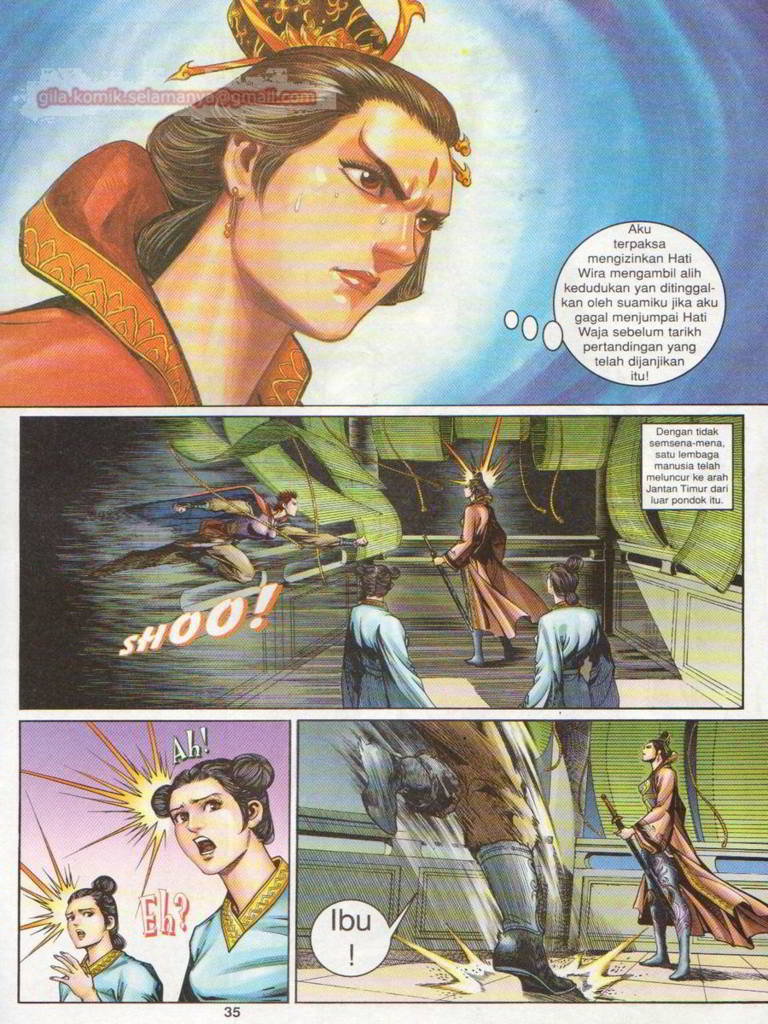 gila.komik.selamanya@gmail.com
Aku
terpaksa
mengizinkan Hati
Wira mengambil alih
kedudukan yan ditinggal-
kan oleh suamiku jika aku
gagal menjumpai Hati
Waja sebelum tarikh
pertandingan yang
telah dijanjikan
itu!
Dengan tidak
semsena-mena,
satu lembaga
manusia telah
meluncur ke arah
Jantan Timur dari
luar pondok itu.
SHOO!
Ah!
Eh?
Ibu
!
35